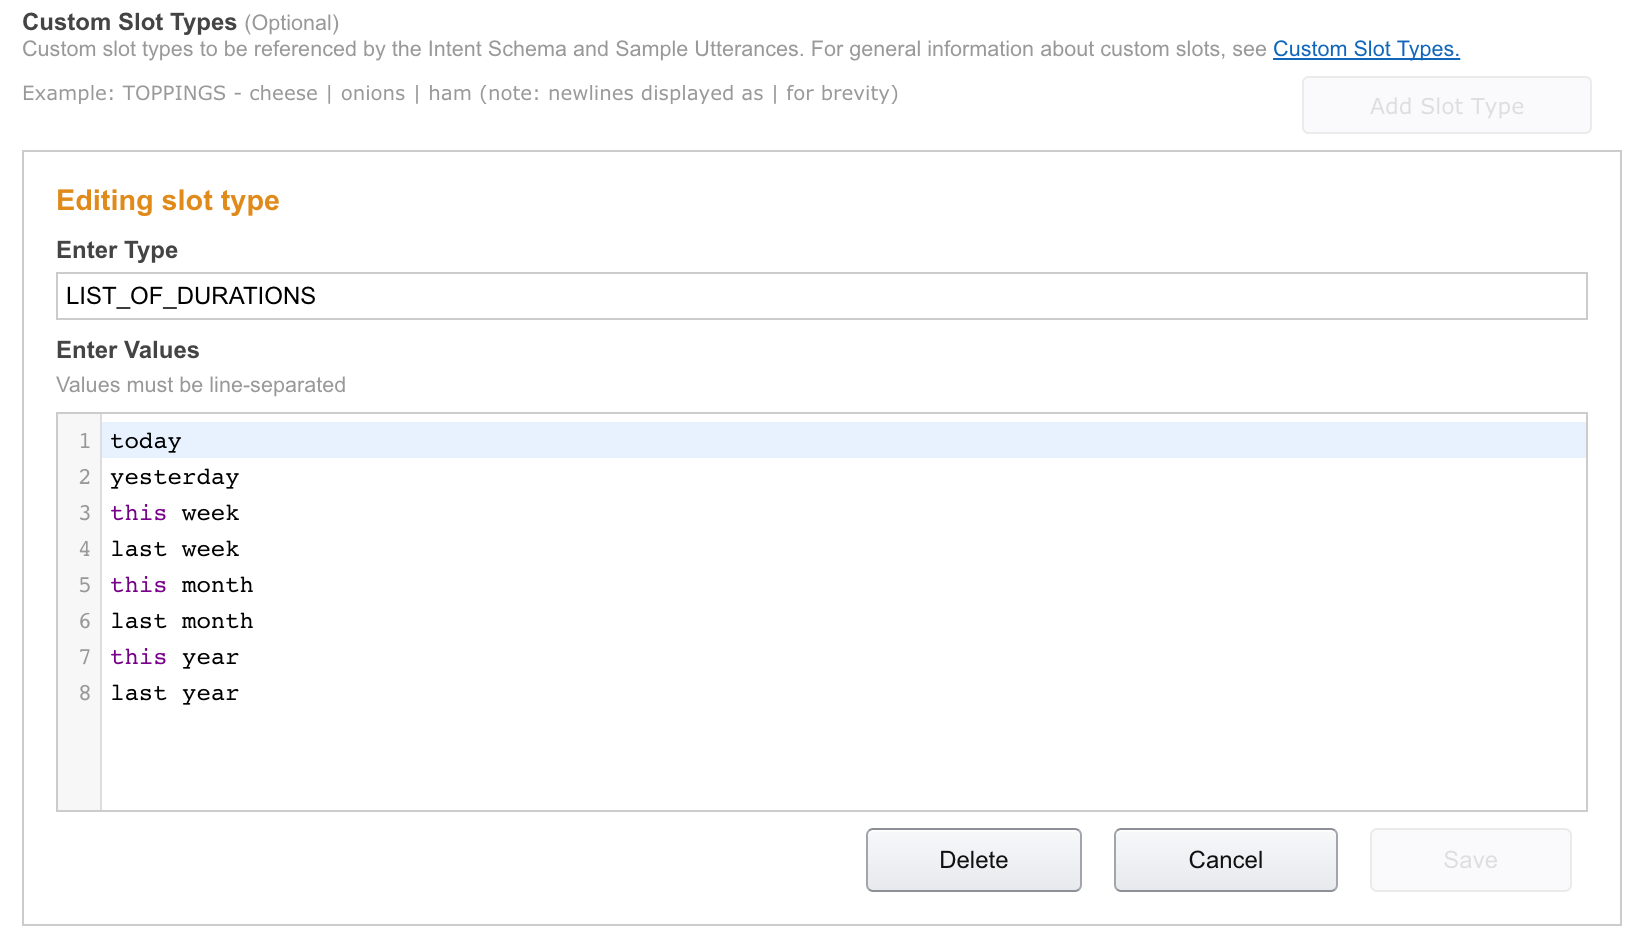 Custom Slot Types (Optional)
Custom slot types to be referenced by the Intent Schema and Sample Utterances. For general information about custom slots, see Custom Slot Types.
Example: TOPPINGS - cheese | onions | ham (note: newlines displayed as | for brevity)
Add Slot Type
Editing slot type
Enter Type
LIST_OF_DURATIONS
Enter Values
Values must be line-separated
1 today
2 yesterday
3 this week
4 last week
5 this month
6 last month
7 this year
8 last year
Delete Cancel Save